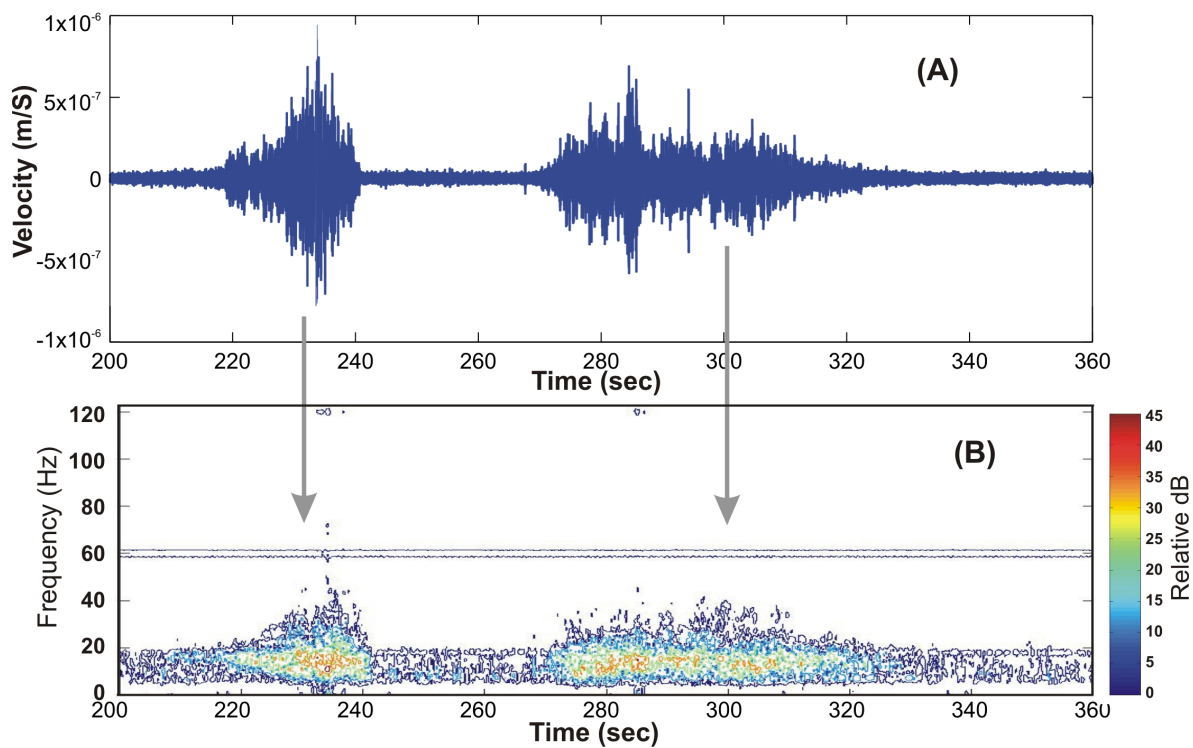 1x10-6
5x10-7
0
-5x10-7
-1x10-6
Velocity (m/S)
(A)
200 220 240 260 280 300 320 340 360
Time (sec)
120
100
80
60
40
20
0
Frequency (Hz)
(B)
200 220 240 260 280 300 320 340 360
Time (sec)
45
40
35
30
25
20
15
10
5
0
Relative dB